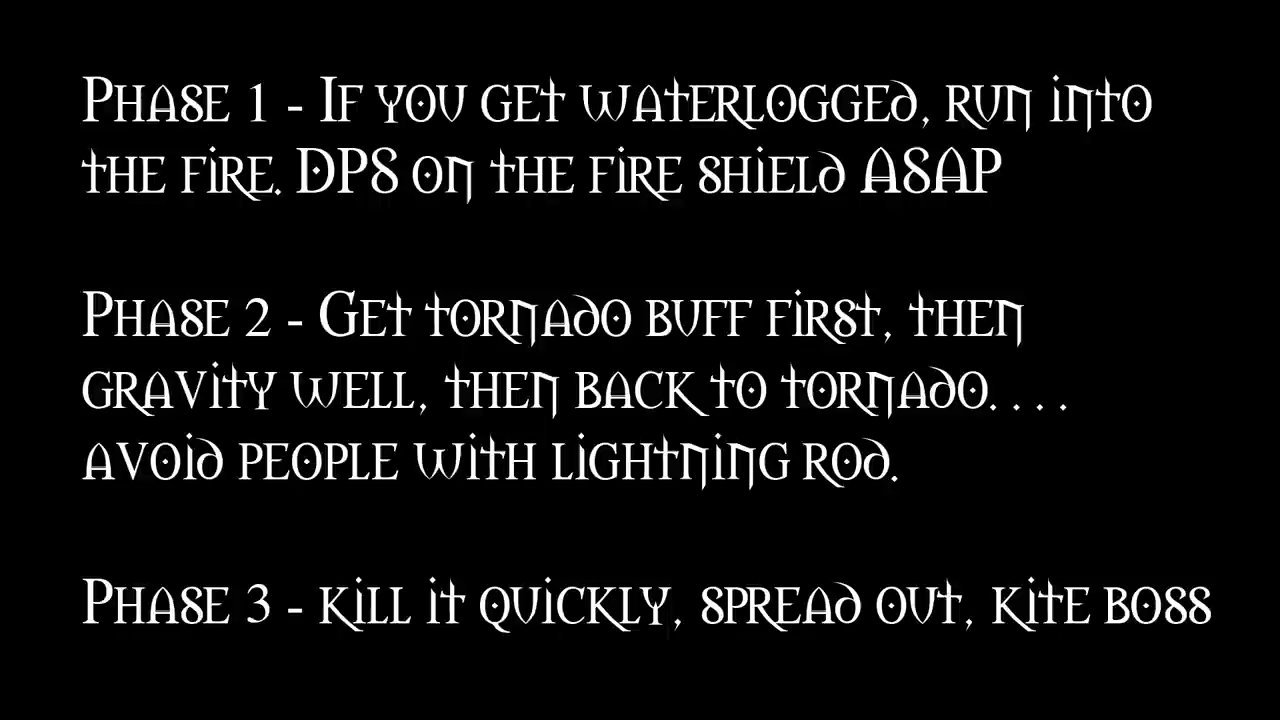 Phase 1 - If you get waterlogged, run into
the fire. DPS on the fire shield ASAP
Phase 2 - Get tornado buff first, then
gravity well, then back to tornado. . . .
avoid people with lightning rod.
Phase 3 - kill it quickly, spread out, kite boss